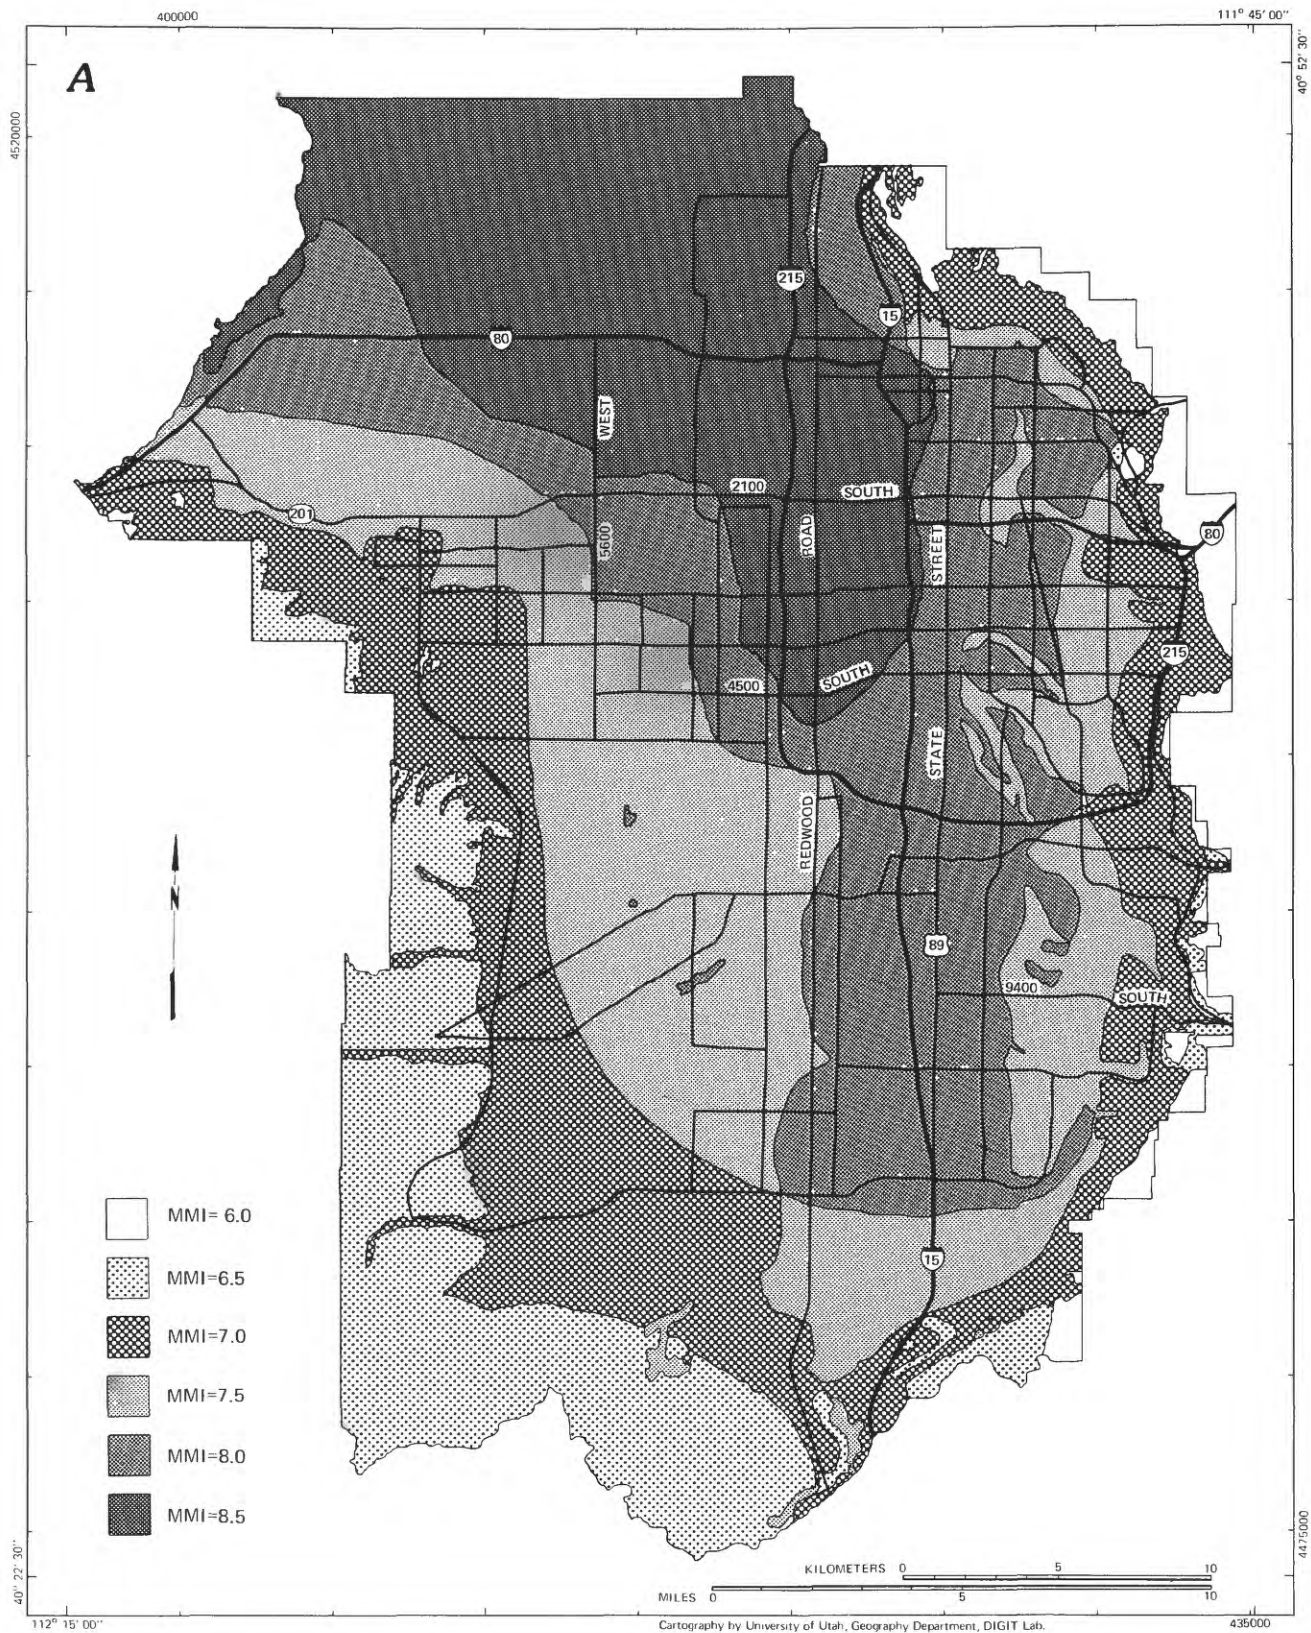 400000
111° 45' 00"
40° 52' 30"
A
4520000
215
15
80
WEST
2100
SOUTH
201
5600
ROAD
STREET
80
215
4500
SOUTH
STATE
REDWOOD
N
89
9400
SOUTH
MMI= 6.0
MMI=6.5
15
MMI=7.0
MMI=7.5
MMI=8.0
MMI=8.5
4475000
40° 22' 30"
KILOMETERS 0 5 10
MILES 0 5 10
112° 15' 00"
Cartography by University of Utah, Geography Department, DIGIT Lab.
435000